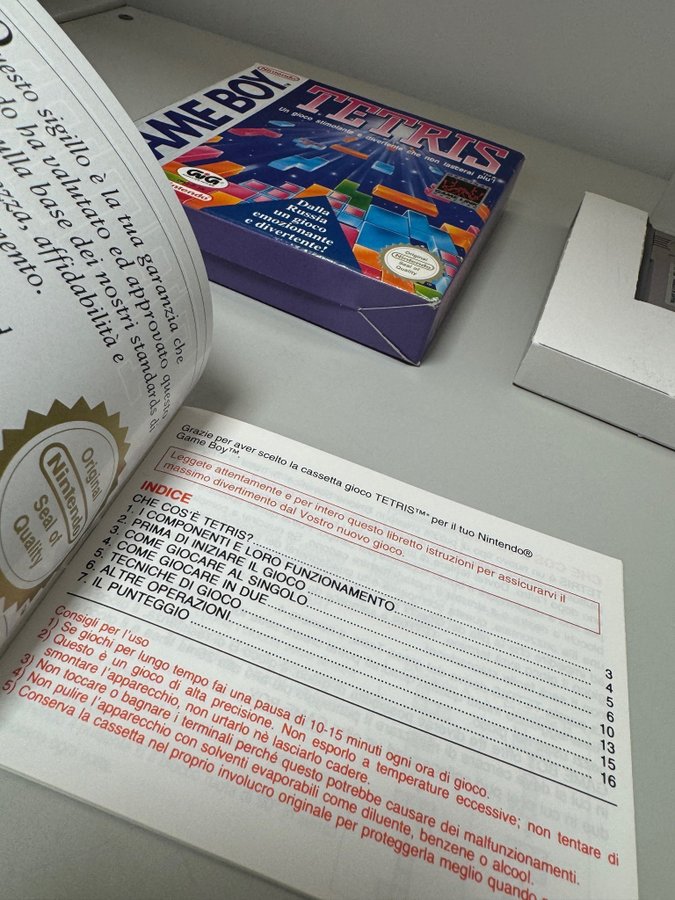 Questo sigillo è la tua garanzia che
do ha valutato ed approvato questo
sulla base dei nostri standards di
ezza, affidabilità e
mento.
Original
Nintendo
Seal of
Quality
Nintendo
GAME BOY
TETRIS
Un gioco stimolante e divertente che non lascerai più!
GiG
Nintendo
Dalla
Russia
un gioco
emozionante
e divertente!
Original
Nintendo
Seal of
Quality
Grazie per aver scelto la cassetta gioco TETRIS™* per il tuo Nintendo®
Game Boy™.
Leggete attentamente e per intero questo libretto istruzioni per assicurarvi il
massimo divertimento dal Vostro nuovo gioco.
INDICE
CHE COS'È TETRIS? 3
1. I COMPONENTI E LORO FUNZIONAMENTO 4
2. PRIMA DI INIZIARE IL GIOCO 5
3. COME GIOCARE AL SINGOLO 6
4. COME GIOCARE IN DUE 10
5. TECNICHE DI GIOCO 13
6. ALTRE OPERAZIONI 15
7. IL PUNTEGGIO 16
Consigli per l'uso
1) Se giochi per lungo tempo fai una pausa di 10-15 minuti ogni ora di gioco.
2) Questo è un gioco di alta precisione. Non esporlo a temperature eccessive; non tentare di
smontare l'apparecchio, non urtarlo nè lasciarlo cadere.
3) Non toccare o bagnare i terminali perché questo potrebbe causare dei malfunzionamenti.
4) Non pulire l'apparecchio con solventi evaporabili come diluente, benzene o alcool.
5) Conserva la cassetta nel proprio involucro originale per proteggerla meglio quando